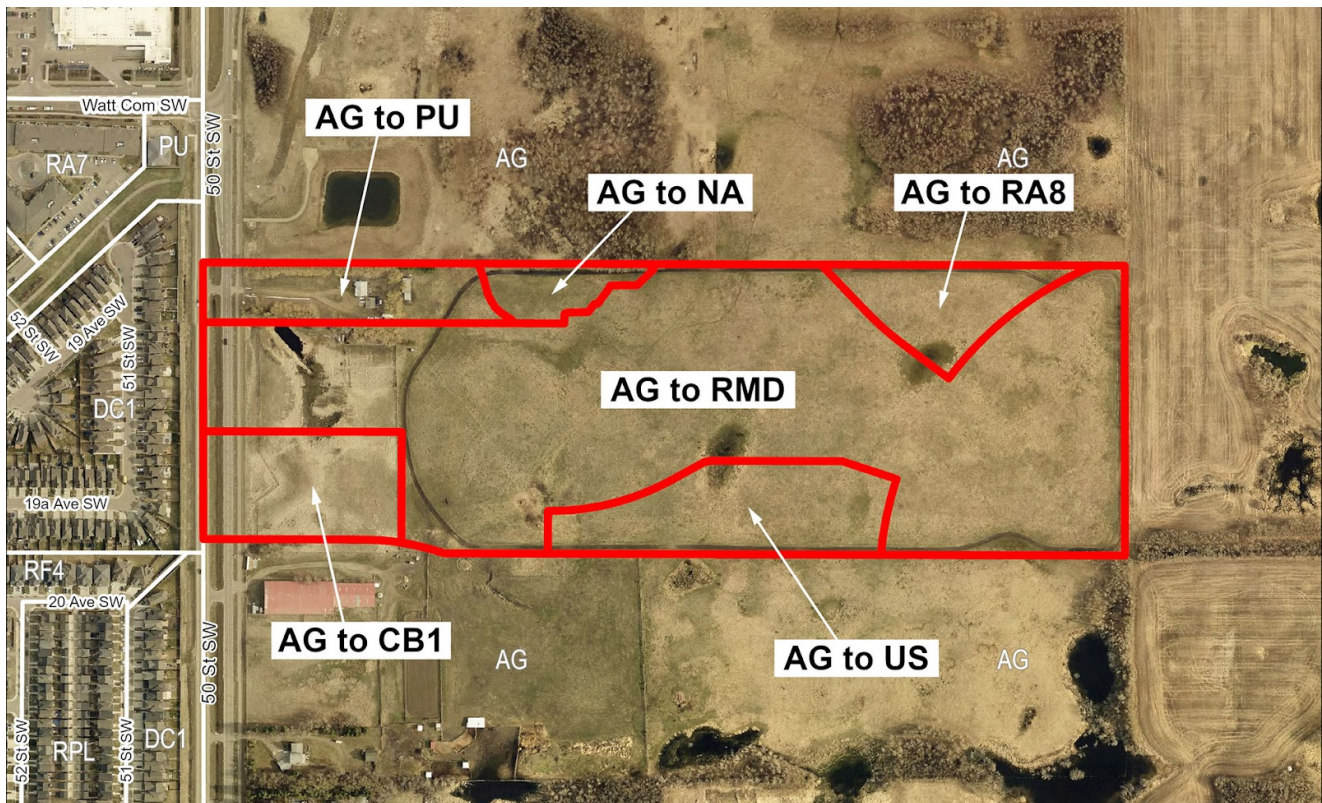 Watt Com SW
PU
RA7
50 St SW
AG to PU
AG
AG
AG to NA
AG to RA8
52 St SW
19 Ave SW
51 St SW
DC1
AG to RMD
19a Ave SW
RF4
20 Ave SW
AG to CB1
AG
AG to US
AG
50 St SW
52 St SW
RPL
51 St SW
DC1